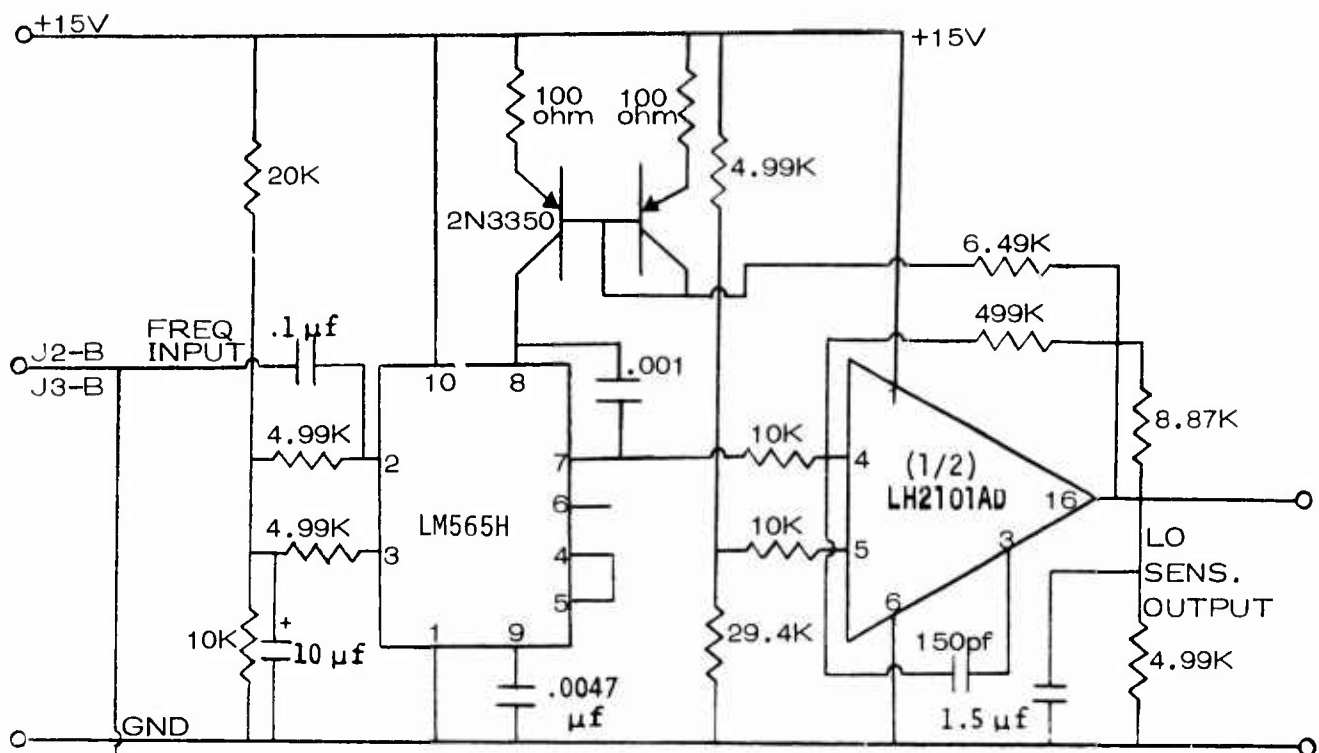 +15V
+15V
100
ohm
100
ohm
20K
4.99K
2N3350
6.49K
499K
FREQ
INPUT
.1 µf
J2-B
J3-B
10
8
.001
1
8.87K
4.99K
2
7
10K
4
(1/2)
LH2101AD
16
6
LM565H
4.99K
3
4
10K
5
3
LO
SENS.
OUTPUT
5
6
10K
+
10 µf
1
9
29.4K
150pf
4.99K
.0047
µf
1.5 µf
GND